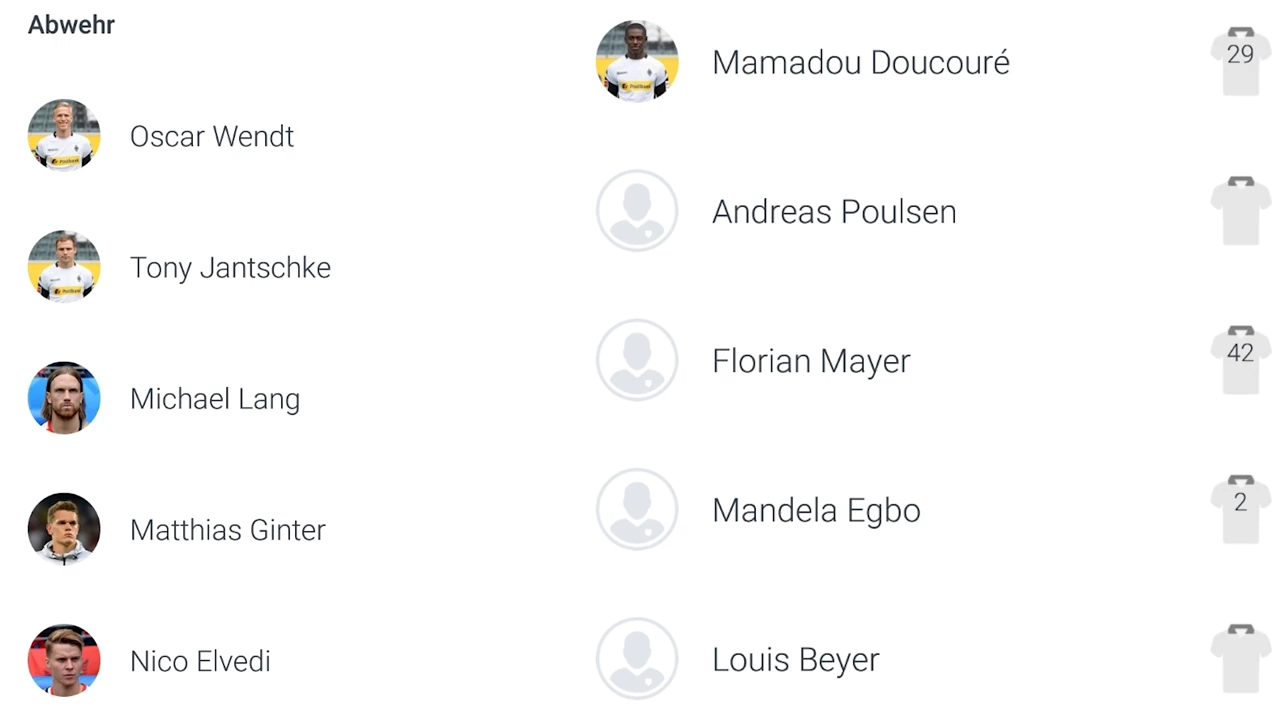 Abwehr
Oscar Wendt
Tony Jantschke
Michael Lang
Matthias Ginter
Nico Elvedi
Mamadou Doucouré
29
Andreas Poulsen
Florian Mayer
42
Mandela Egbo
2
Louis Beyer